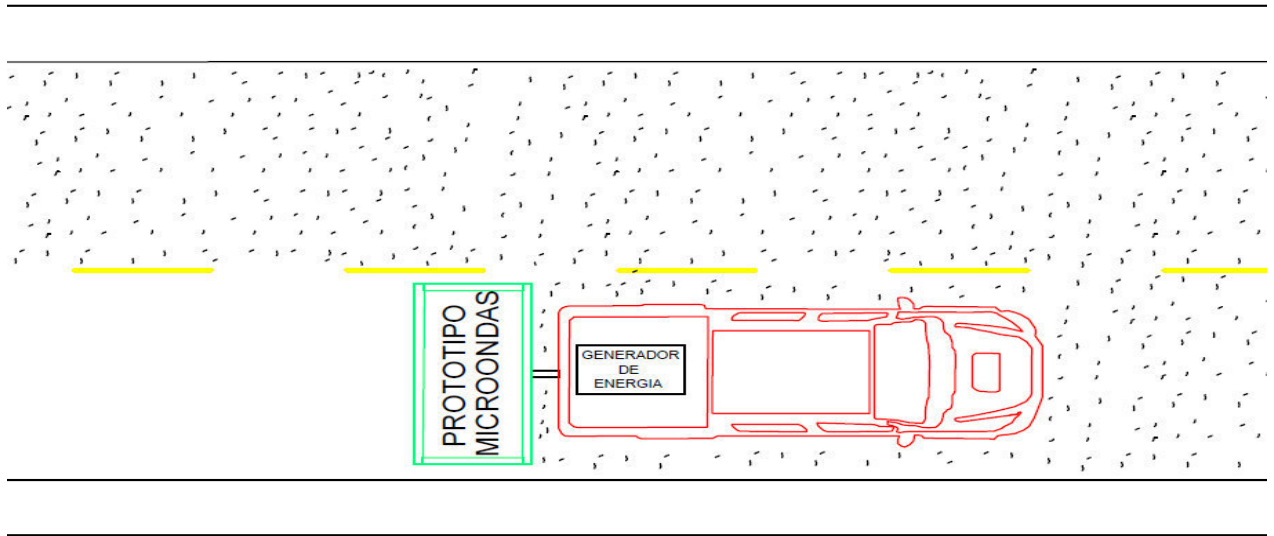 PROTOTIPO
MICROONDAS
GENERADOR
DE
ENERGIA